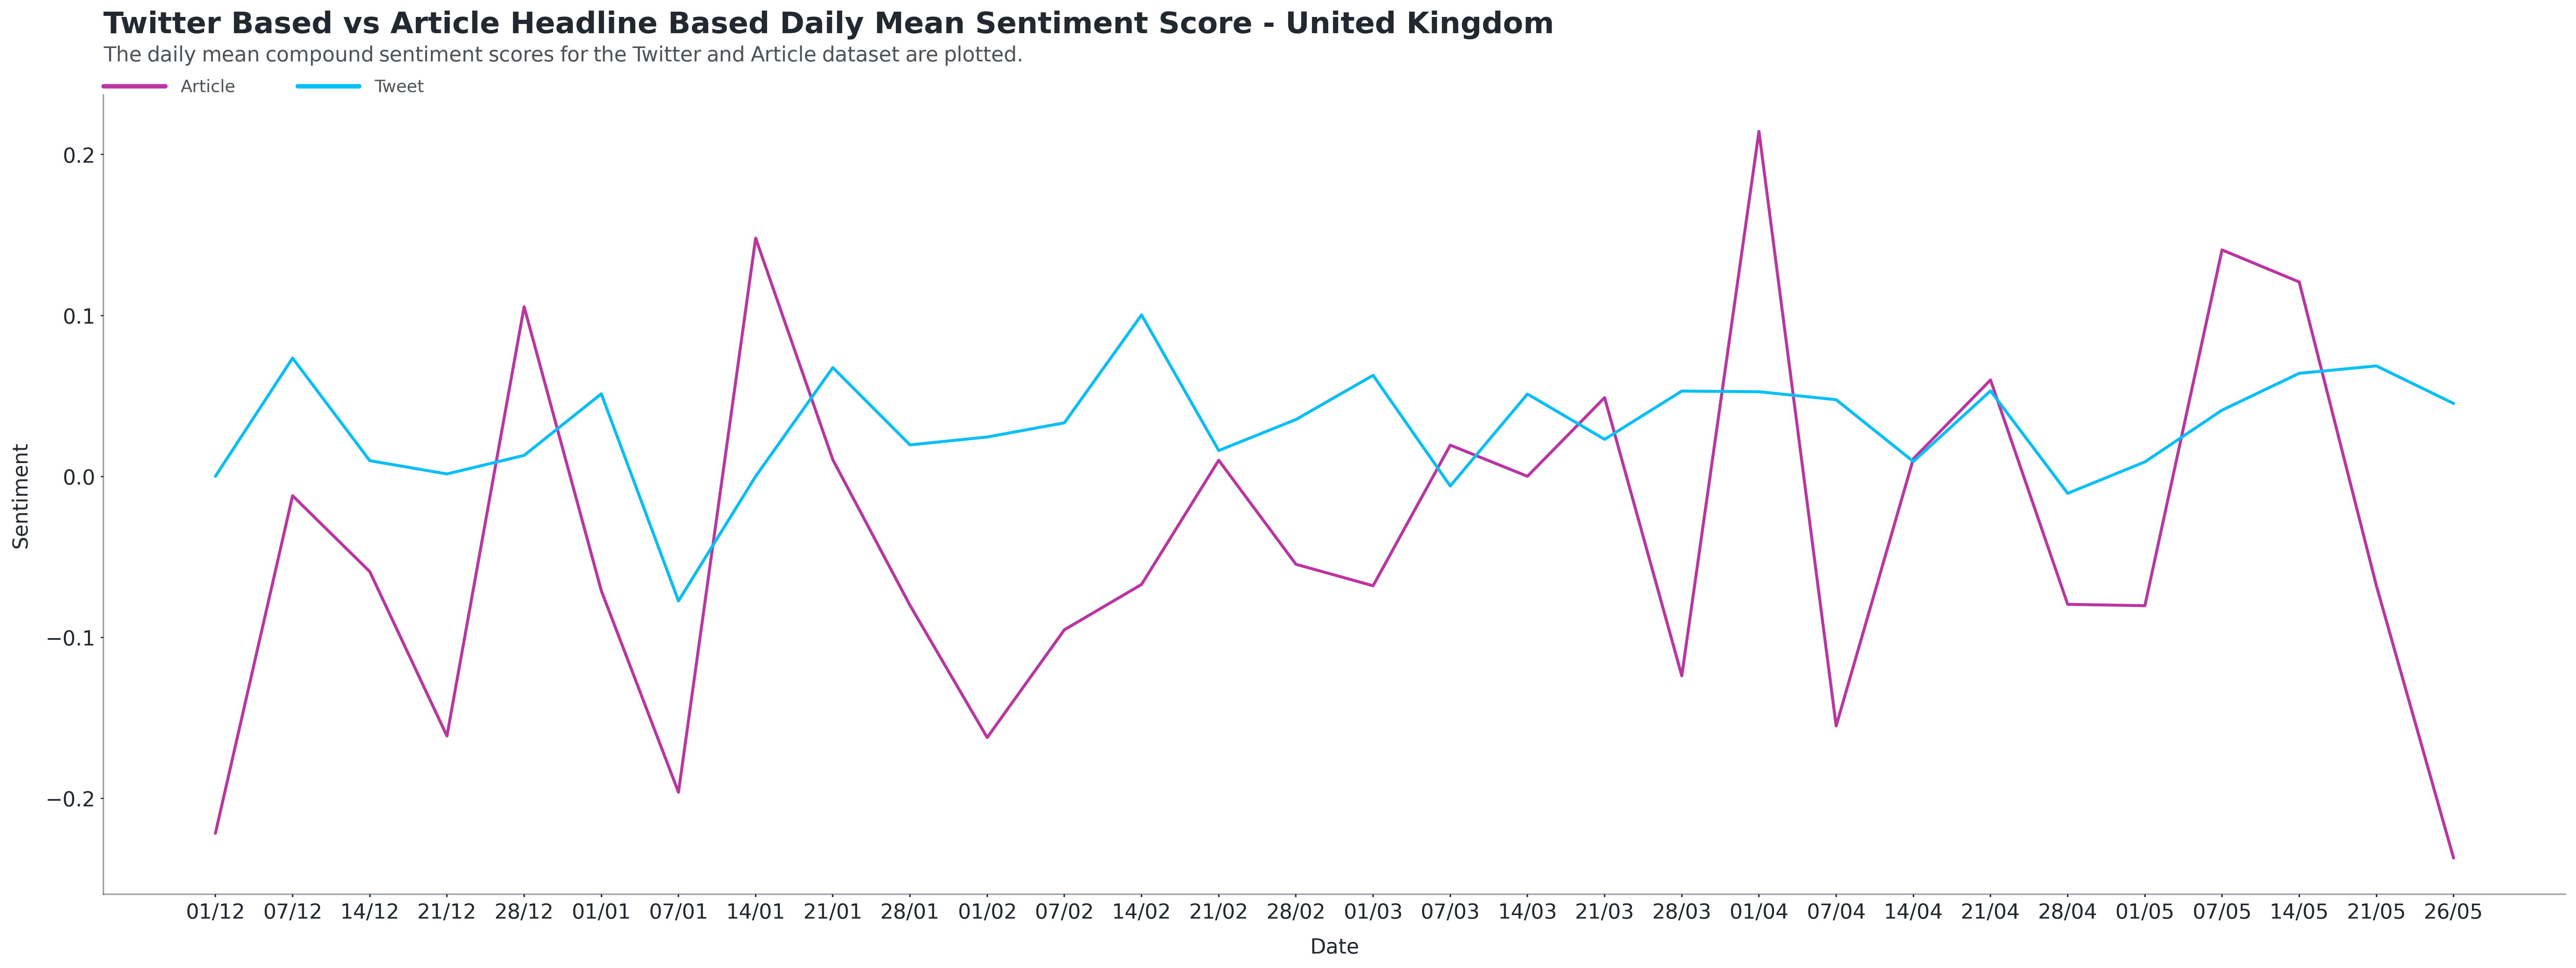 Twitter Based vs Article Headline Based Daily Mean Sentiment Score - United Kingdom
The daily mean compound sentiment scores for the Twitter and Article dataset are plotted.
Article Tweet
0.2
0.1
0.0
−0.1
−0.2
Sentiment
01/12 07/12 14/12 21/12 28/12 01/01 07/01 14/01 21/01 28/01 01/02 07/02 14/02 21/02 28/02 01/03 07/03 14/03 21/03 28/03 01/04 07/04 14/04 21/04 28/04 01/05 07/05 14/05 21/05 26/05
Date